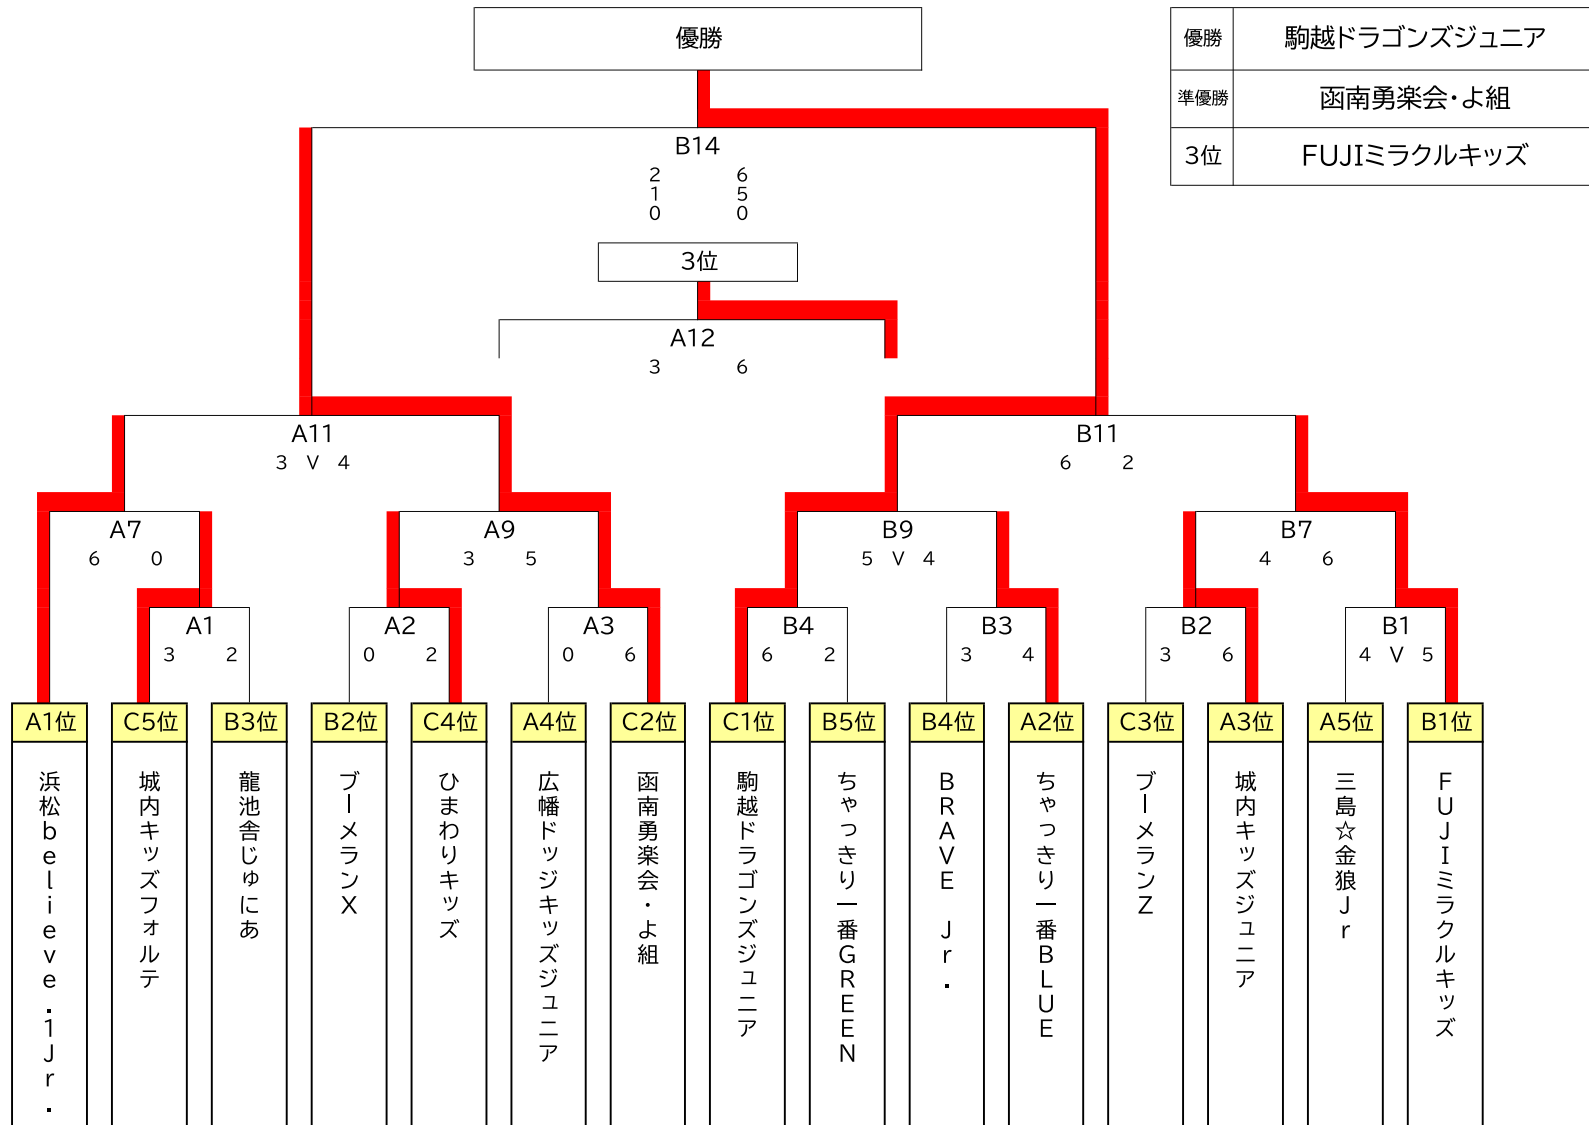 優勝
優勝 駒越ドラゴンズジュニア
準優勝 函南勇楽会・よ組
3位 FUJIミラクルキッズ
B14
2 6
1 5
0 0
3位
A12
3 6
A11
3 V 4
B11
6 2
A7
6 0
A9
3 5
B9
5 V 4
B7
4 6
A1
3 2
A2
0 2
A3
0 6
B4
6 2
B3
3 4
B2
3 6
B1
4 V 5
A1位 C5位 B3位 B2位 C4位 A4位 C2位 C1位 B5位 B4位 A2位 C3位 A3位 A5位 B1位
浜松believe.1Jr.
城内キッズフォルテ
龍池舎じゅにあ
ブーメランX
ひまわりキッズ
広幡ドッジキッズジュニア
函南勇楽会・よ組
駒越ドラゴンズジュニア
ちゃっきり一番GREEN
BRAVE Jr.
ちゃっきり一番BLUE
ブーメランZ
城内キッズジュニア
三島☆金狼Jr
FUJIミラクルキッズ